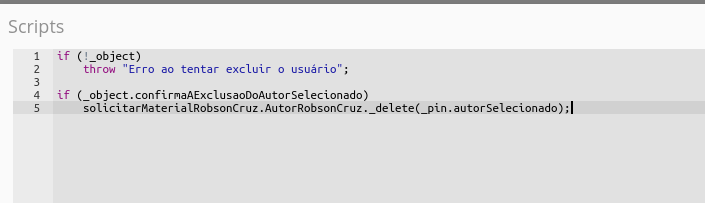 Scripts
1 if (!_object)
2 throw "Erro ao tentar excluir o usuário";
3
4 if (_object.confirmaAExclusaoDoAutorSelecionado)
5 solicitarMaterialRobsonCruz.AutorRobsonCruz._delete(_pin.autorSelecionado);